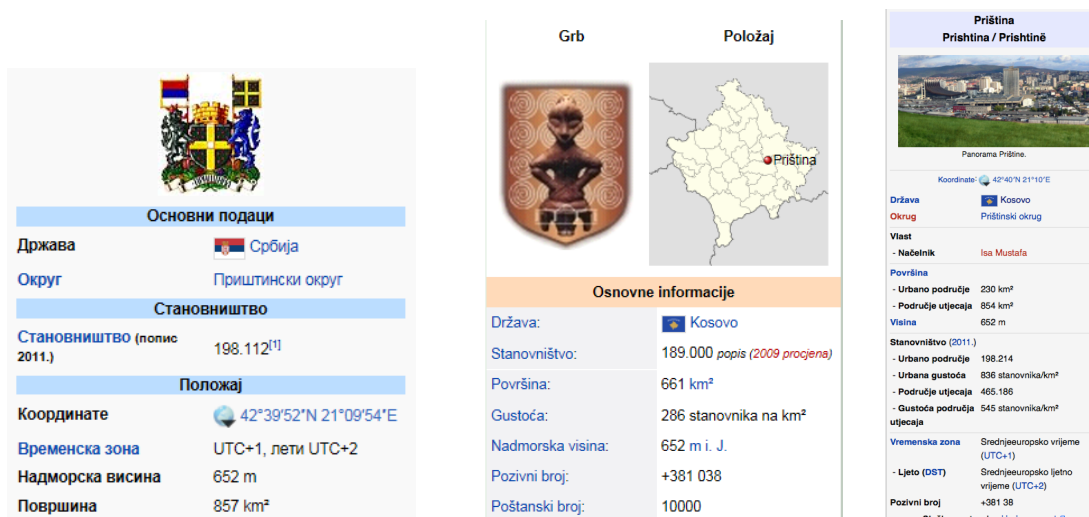 Основни подаци
Држава Србија
Округ Приштински округ
Становништво
Становништво (попис 2011.) 198.112[1]
Положај
Координате 42°39′52″N 21°09′54″E
Временска зона UTC+1, лети UTC+2
Надморска висина 652 m
Површина 857 km²
Grb Položaj
Priština
Osnovne informacije
Država: Kosovo
Stanovništvo: 189.000 popis (2009 procjena)
Površina: 661 km²
Gustoća: 286 stanovnika na km²
Nadmorska visina: 652 m i. J.
Pozivni broj: +381 038
Poštanski broj: 10000
Priština
Prishtina / Prishtinë
Panorama Prištine.
Koordinate: 42°40′N 21°10′E
Država Kosovo
Okrug Prištinski okrug
Vlast
- Načelnik Isa Mustafa
Površina
- Urbano područje 230 km²
- Područje utjecaja 854 km²
Visina 652 m
Stanovništvo (2011.)
- Urbano područje 198.214
- Urbana gustoća 836 stanovnika/km²
- Područje utjecaja 465.186
- Gustoća područja utjecaja 545 stanovnika/km²
Vremenska zona Srednjeeuropsko vrijeme
(UTC+1)
- Ljeto (DST) Srednjeeuropsko ljetno
vrijeme (UTC+2)
Pozivni broj +381 38